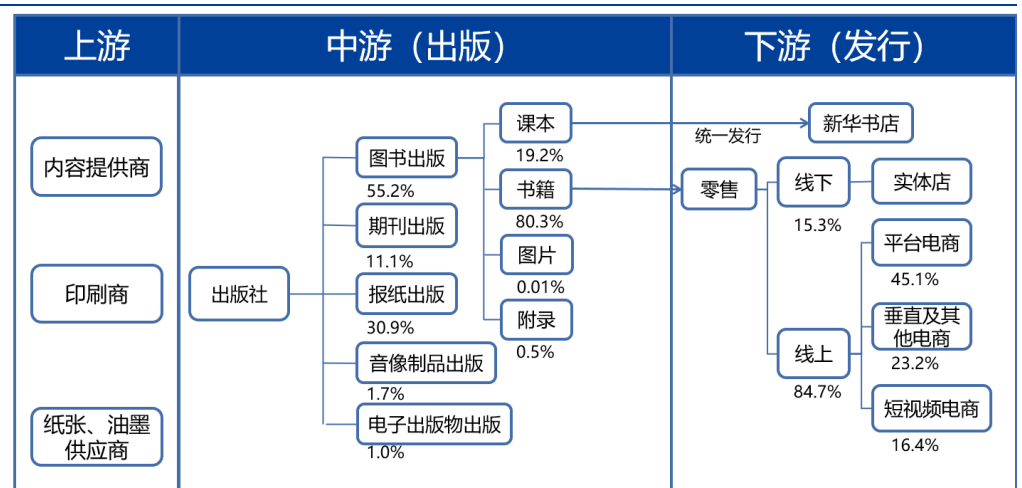 上游
中游（出版）
下游（发行）
内容提供商
印刷商
纸张、油墨
供应商
出版社
图书出版
55.2%
期刊出版
11.1%
报纸出版
30.9%
音像制品出版
1.7%
电子出版物出版
1.0%
课本
19.2%
书籍
80.3%
图片
0.01%
附录
0.5%
统一发行
新华书店
零售
线下
15.3%
实体店
线上
84.7%
平台电商
45.1%
垂直及其
他电商
23.2%
短视频电商
16.4%